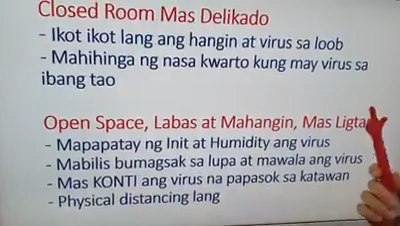 Closed Room Mas Delikado
- Ikot ikot lang ang hangin at virus sa loob
- Mahihinga ng nasa kwarto kung may virus sa
ibang tao
Open Space, Labas at Mahangin, Mas
- Mapapatay ng Init at Humidity ang virus
- Mabilis bumagsak sa lupa at mawala ang virus
- Mas KONTI ang virus na papasok sa katawan
- Physical distancing lang